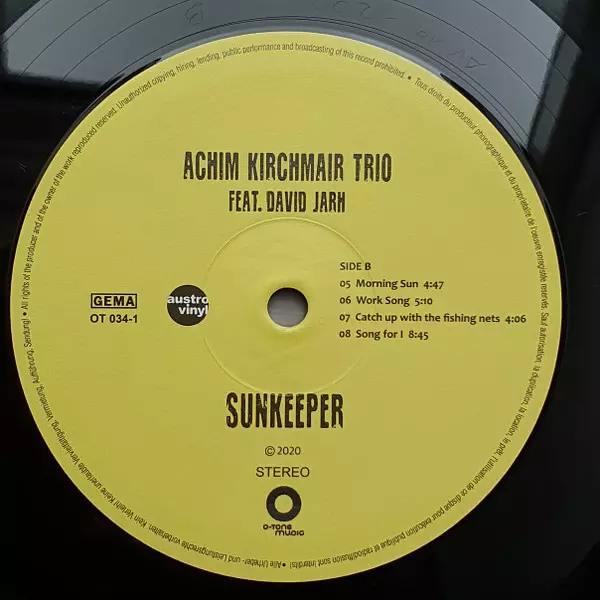 ACHIM KIRCHMAIR TRIO
FEAT. DAVID JARH
SIDE B
05 Morning Sun 4:47
06 Work Song 5:10
07 Catch up with the fishing nets 4:06
08 Song for I 8:45
GEMA
OT 034-1
austro
vinyl
SUNKEEPER
© 2020
STEREO
O-TONE
MUSIC
• All rights of the producer and of the owner of the work reproduced reserved. Unauthorized copying, hiring, lending, public performance and broadcasting of this record prohibited. • Tous droits du producteur phonographique et du propriétaire de l'oeuvre enregistrée réservés. Sauf autorisation, la duplication, la location, le prêt, l'utilisation de ce disque pour exécution publique et radiodiffusion sont interdits!
• Alle Urheber- und Leistungsrechte vorbehalten. Kein Verleih! Keine unerlaubte Vervielfältigung, Vermietung, Aufführung, Sendung!